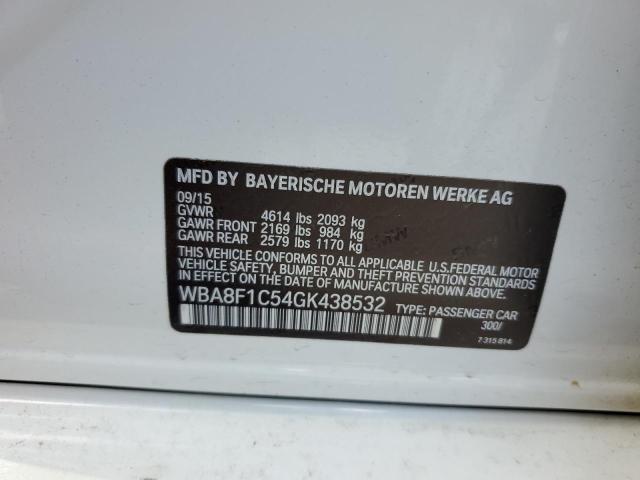 MFD BY BAYERISCHE MOTOREN WERKE AG
09/15
GVWR 4614 lbs 2093 kg
GAWR FRONT 2169 lbs 984 kg
GAWR REAR 2579 lbs 1170 kg
THIS VEHICLE CONFORMS TO ALL APPLICABLE U.S.FEDERAL MOTOR
VEHICLE SAFETY, BUMPER AND THEFT PREVENTION STANDARDS
IN EFFECT ON THE DATE OF MANUFACTURE SHOWN ABOVE.
WBA8F1C54GK438532 TYPE: PASSENGER CAR
300/
7 315 814